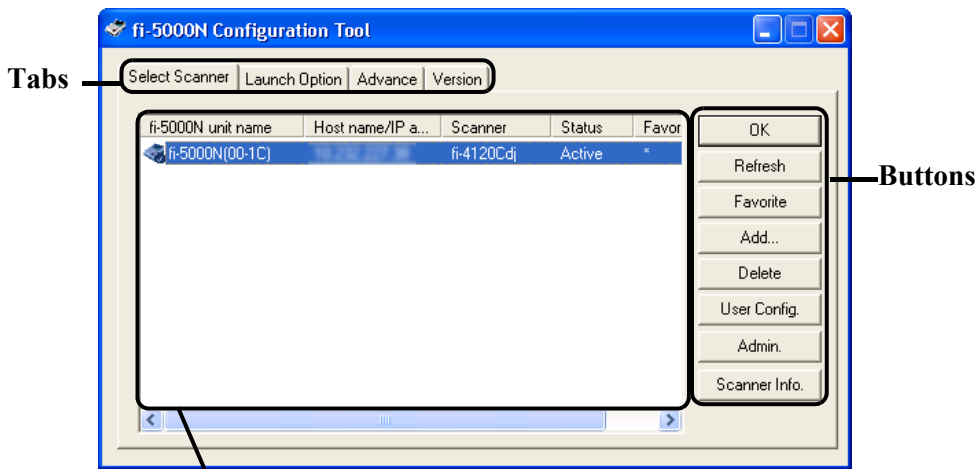 fi-5000N Configuration Tool
Tabs
Select Scanner Launch Option Advance Version
fi-5000N unit name Host name/IP a... Scanner Status Favor
fi-5000N(00-1C) fi-4120Cdj Active *
OK
Refresh
Favorite
Add...
Delete
User Config.
Admin.
Scanner Info.
Buttons